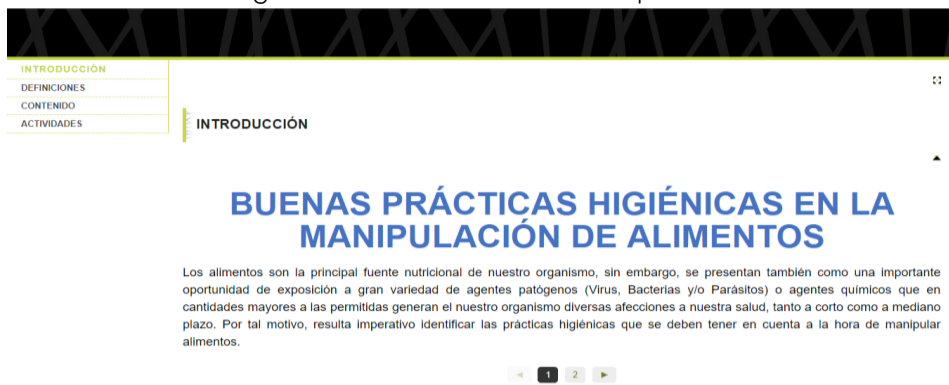 INTRODUCCIÓN
DEFINICIONES
CONTENIDO
ACTIVIDADES
INTRODUCCIÓN
BUENAS PRÁCTICAS HIGIÉNICAS EN LA
MANIPULACIÓN DE ALIMENTOS
Los alimentos son la principal fuente nutricional de nuestro organismo, sin embargo, se presentan también como una importante
oportunidad de exposición a gran variedad de agentes patógenos (Virus, Bacterias y/o Parásitos) o agentes químicos que en
cantidades mayores a las permitidas generan el nuestro organismo diversas afecciones a nuestra salud, tanto a corto como a mediano
plazo. Por tal motivo, resulta imperativo identificar las prácticas higiénicas que se deben tener en cuenta a la hora de manipular
alimentos.
1 2